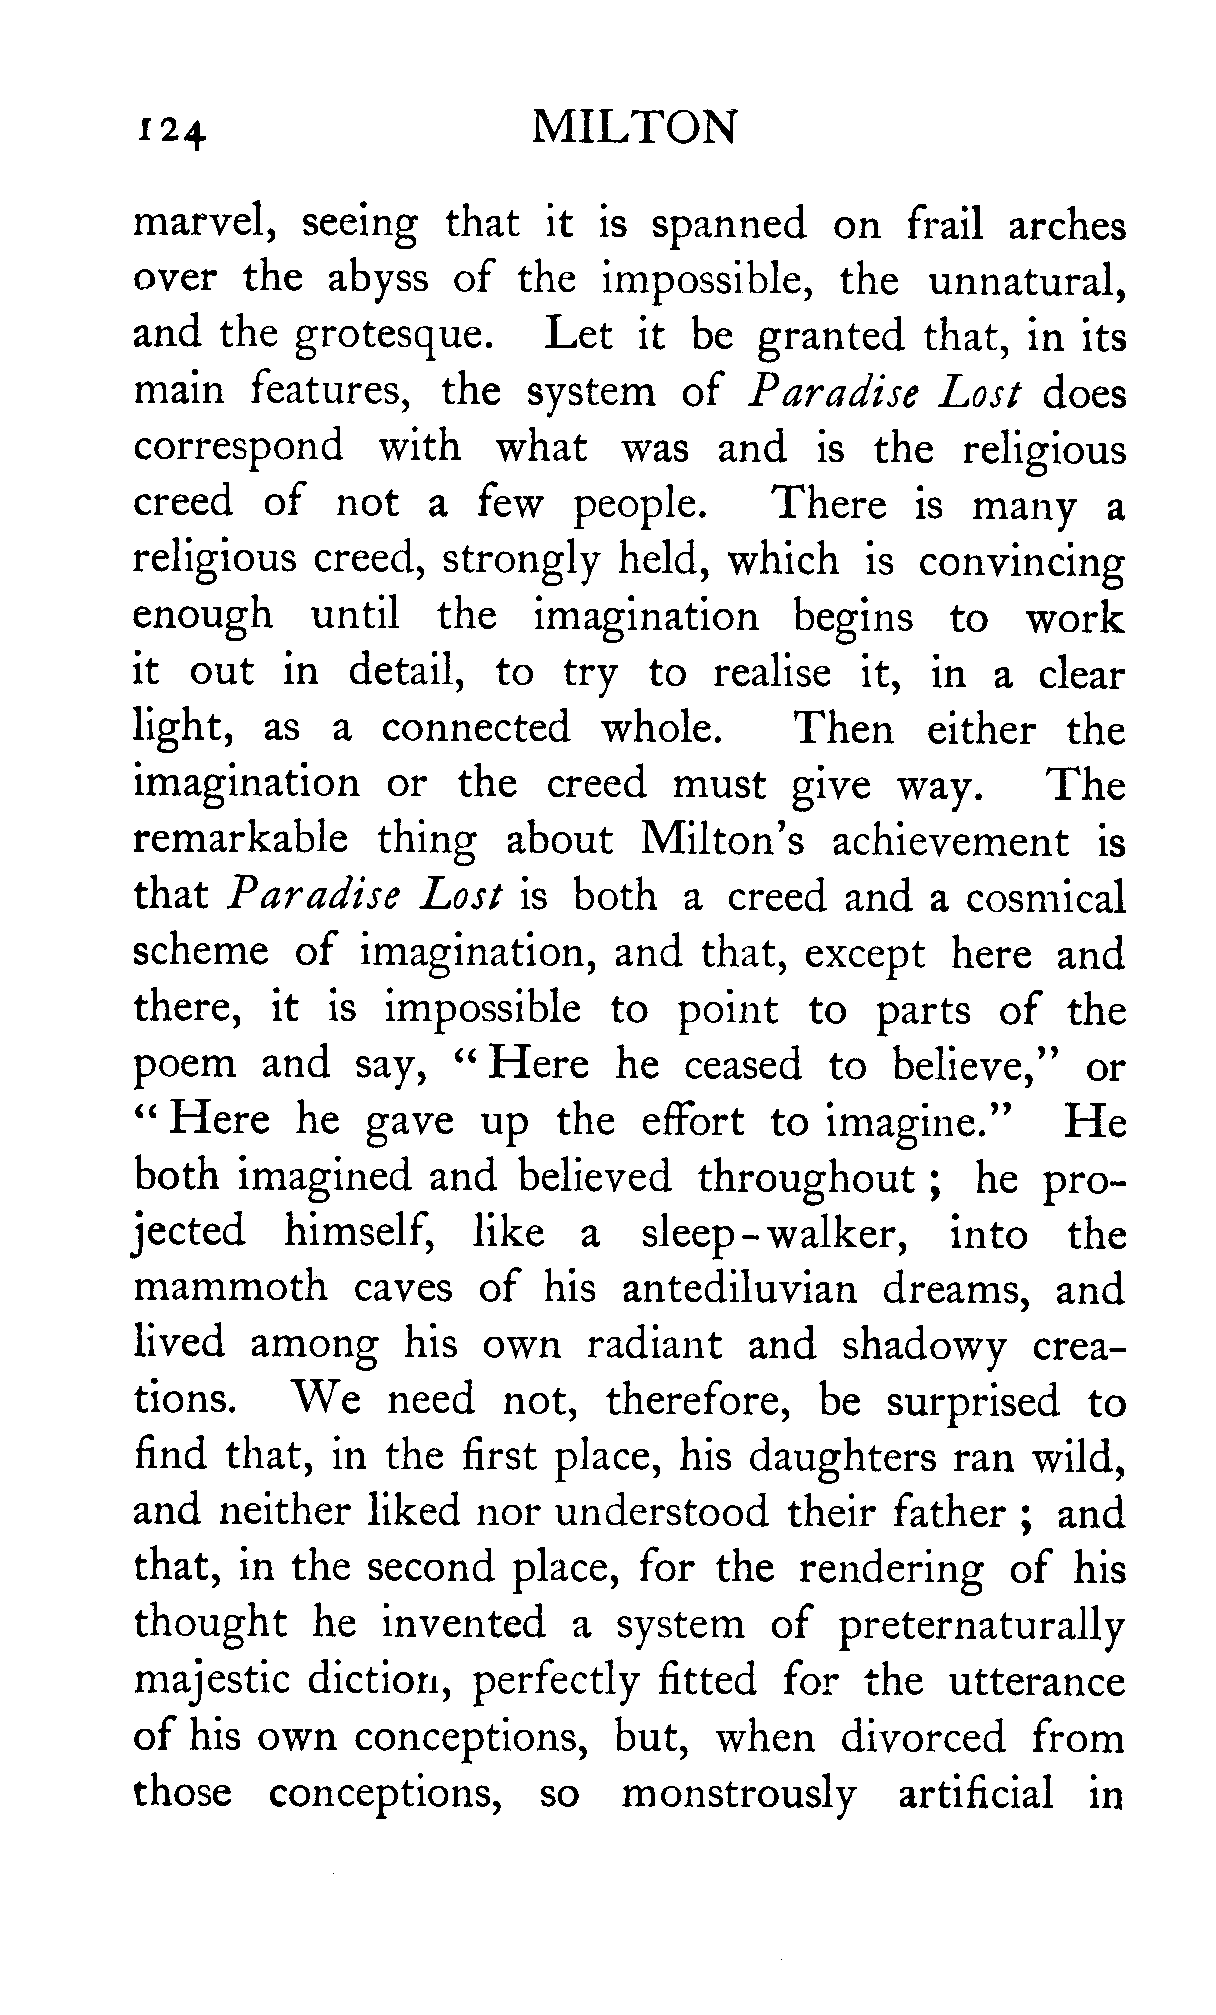 124 MILTON
marvel, seeing that it is spanned on frail arches
over the abyss of the impossible, the unnatural,
and the grotesque. Let it be granted that, in its
main features, the system of Paradise Lost does
correspond with what was and is the religious
creed of not a few people. There is many a
religious creed, strongly held, which is convincing
enough until the imagination begins to work
it out in detail, to try to realise it, in a clear
light, as a connected whole. Then either the
imagination or the creed must give way. The
remarkable thing about Milton's achievement is
that Paradise Lost is both a creed and a cosmical
scheme of imagination, and that, except here and
there, it is impossible to point to parts of the
poem and say, “Here he ceased to believe,” or
“Here he gave up the effort to imagine.” He
both imagined and believed throughout; he pro-
jected himself, like a sleep-walker, into the
mammoth caves of his antediluvian dreams, and
lived among his own radiant and shadowy crea-
tions. We need not, therefore, be surprised to
find that, in the first place, his daughters ran wild,
and neither liked nor understood their father; and
that, in the second place, for the rendering of his
thought he invented a system of preternaturally
majestic diction, perfectly fitted for the utterance
of his own conceptions, but, when divorced from
those conceptions, so monstrously artificial in